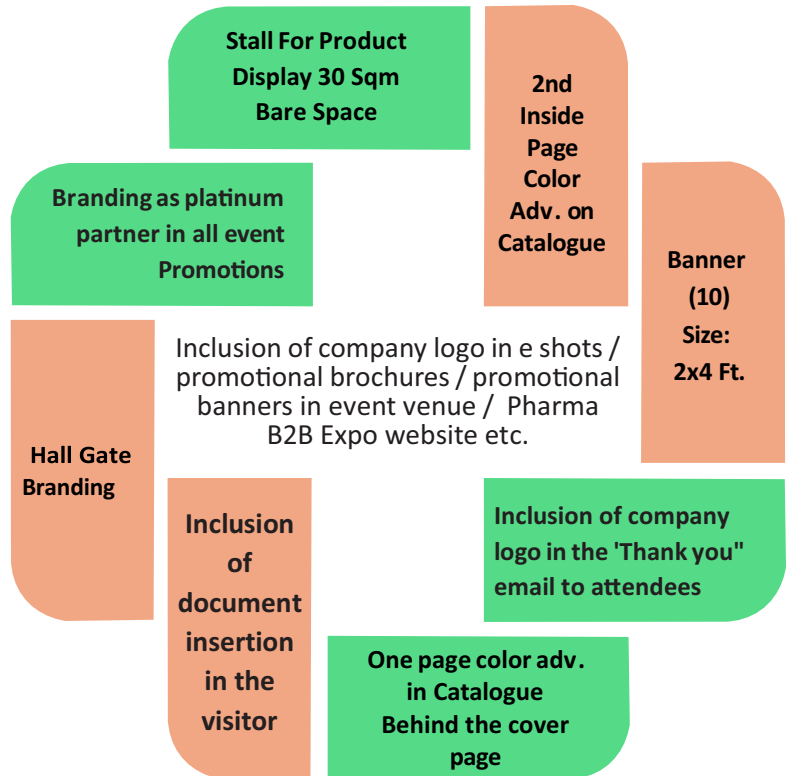 Stall For Product
Display 30 Sqm
Bare Space
2nd
Inside
Page
Color
Adv. on
Catalogue
Branding as platinum
partner in all event
Promotions
Banner
(10)
Size:
2x4 Ft.
Inclusion of company logo in e shots /
promotional brochures / promotional
banners in event venue / Pharma
B2B Expo website etc.
Hall Gate
Branding
Inclusion
of
document
insertion
in the
visitor
Inclusion of company
logo in the 'Thank you"
email to attendees
One page color adv.
in Catalogue
Behind the cover
page